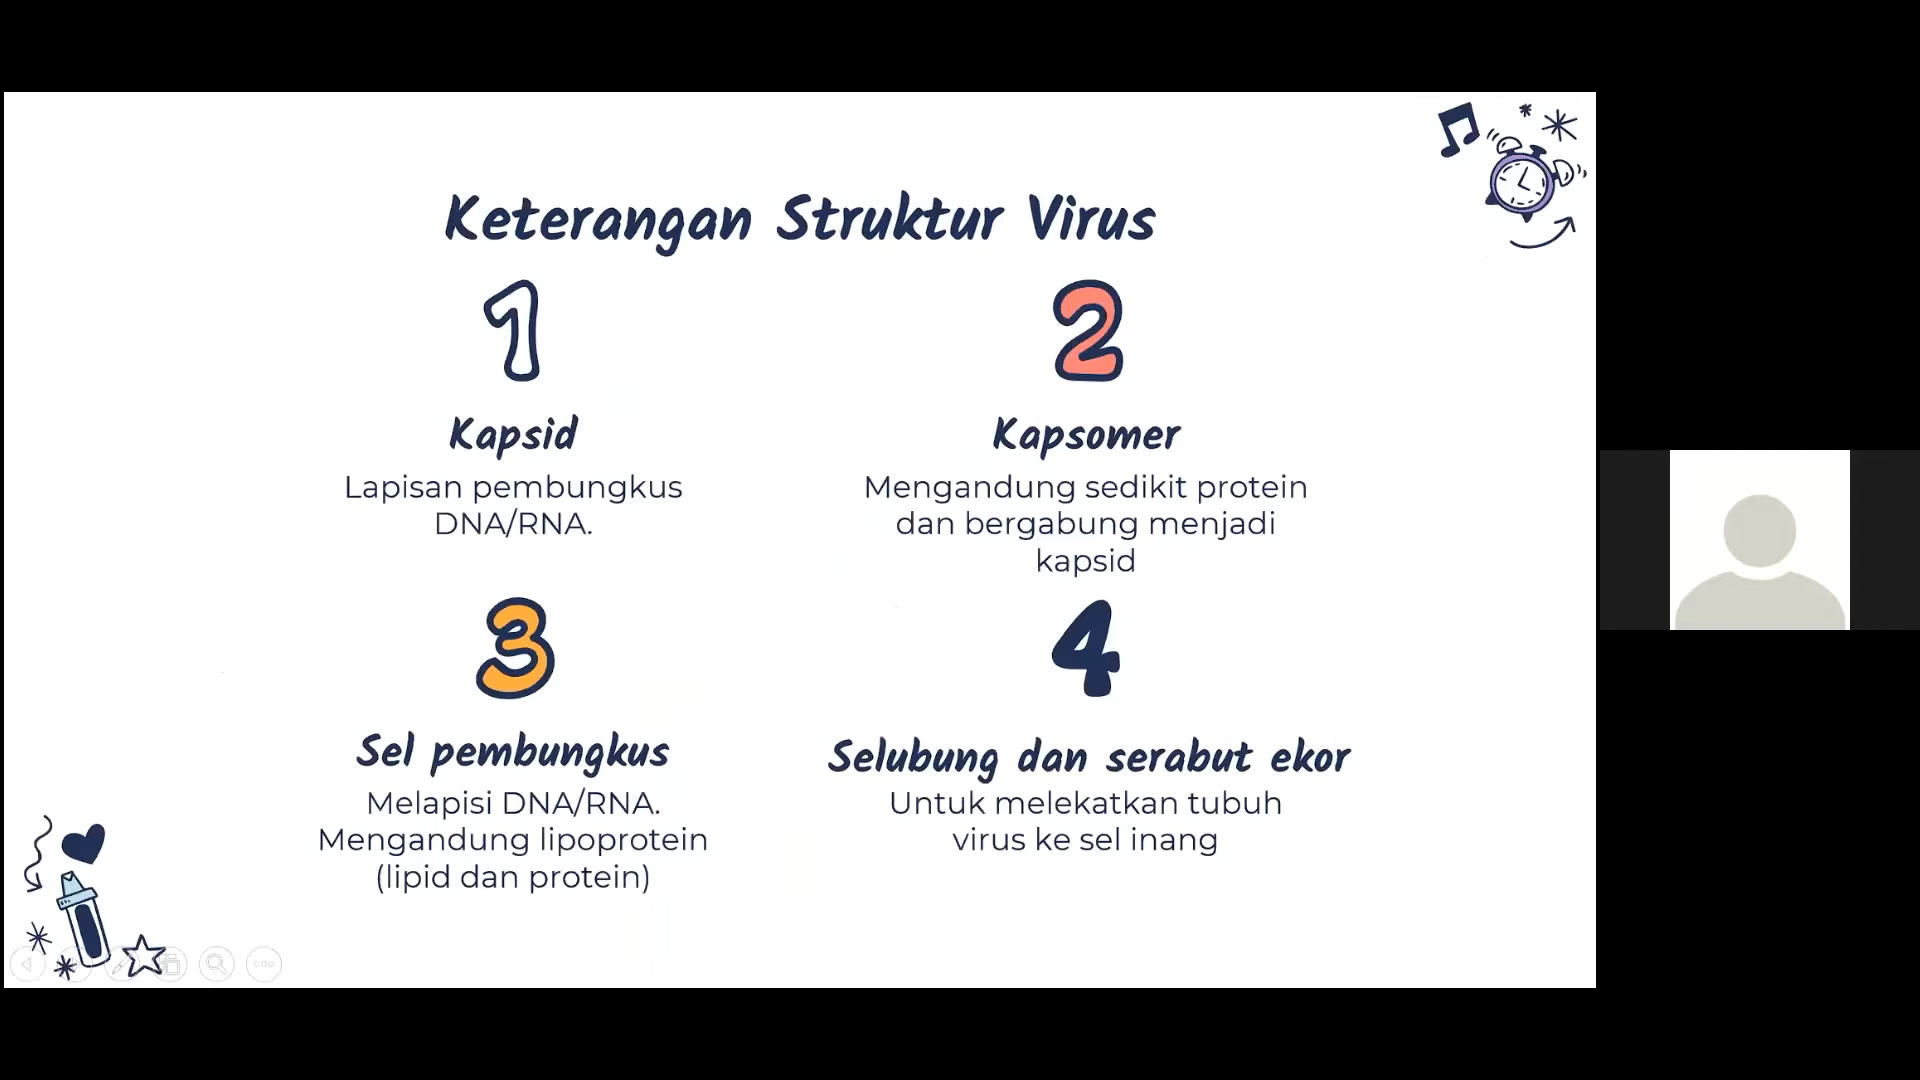 Keterangan Struktur Virus
1
Kapsid
Lapisan pembungkus
DNA/RNA.
2
Kapsomer
Mengandung sedikit protein
dan bergabung menjadi
kapsid
3
Sel pembungkus
Melapisi DNA/RNA.
Mengandung lipoprotein
(lipid dan protein)
4
Selubung dan serabut ekor
Untuk melekatkan tubuh
virus ke sel inang